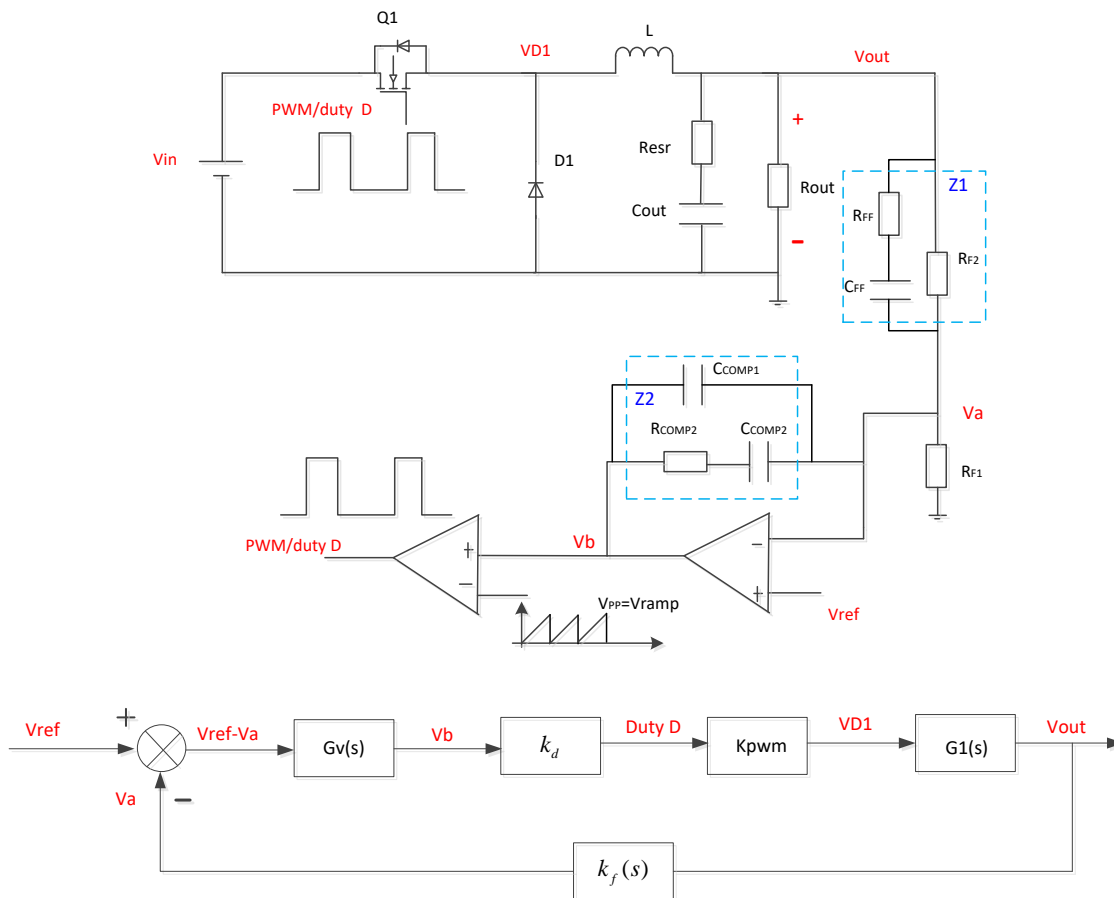 Q1
L
VD1
Vout
PWM/duty D
+
Resr
D1
Vin
Z1
Rout
RFF
Cout
−
RF2
CFF
CCOMP1
Z2
Va
RCOMP2
CCOMP2
RF1
Vb
PWM/duty D
+
−
−
+
VPP=Vramp
Vref
Vref
+
Vref-Va
Vb
Duty D
VD1
Vout
Gv(s)
kd
Kpwm
G1(s)
Va
−
kf(s)